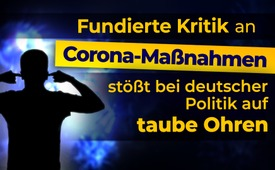 Fundierte Kritik an
Corona-Maßnahmen
stößt bei deutscher
Politik auf
taube Ohren